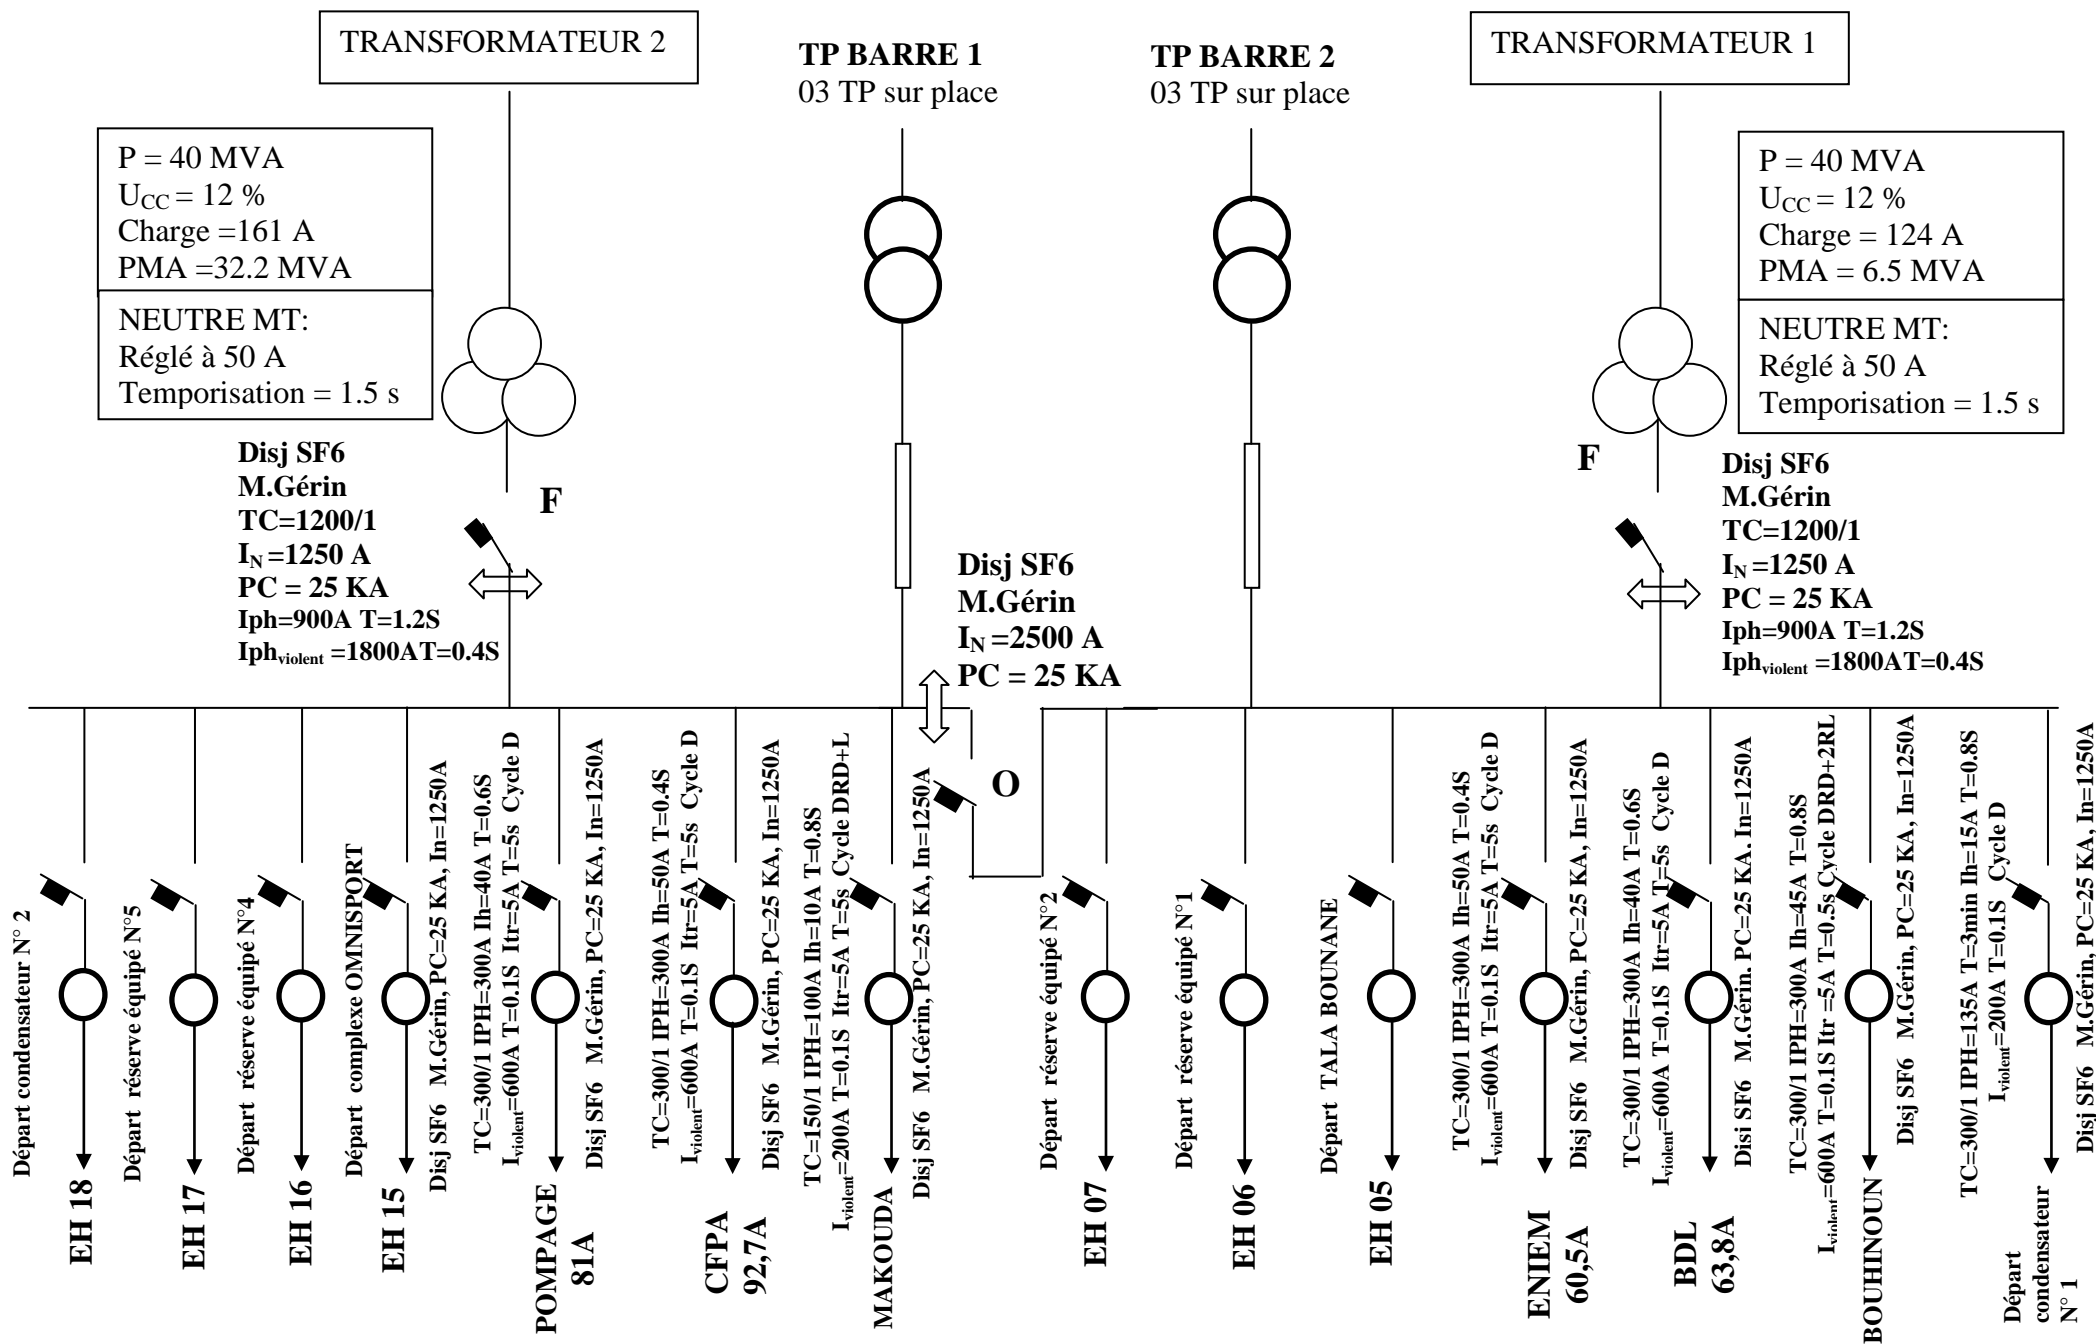 TRANSFORMATEUR 2
TP BARRE 1
03 TP sur place
TP BARRE 2
03 TP sur place
TRANSFORMATEUR 1
P = 40 MVA
UCC = 12 %
Charge =161 A
PMA =32.2 MVA
NEUTRE MT:
Réglé à 50 A
Temporisation = 1.5 s
P = 40 MVA
UCC = 12 %
Charge = 124 A
PMA = 6.5 MVA
NEUTRE MT:
Réglé à 50 A
Temporisation = 1.5 s
Disj SF6
M.Gérin
TC=1200/1
IN =1250 A
PC = 25 KA
Iph=900A T=1.2S
Iphviolent =1800AT=0.4S
F
Disj SF6
M.Gérin
IN =2500 A
PC = 25 KA
O
F
Disj SF6
M.Gérin
TC=1200/1
IN =1250 A
PC = 25 KA
Iph=900A T=1.2S
Iphviolent =1800AT=0.4S
Départ condensateur N° 2
EH 18
Départ réserve équipé N°5
EH 17
Départ réserve équipé N°4
EH 16
Départ complexe OMNISPORT
EH 15
Disj SF6 M.Gérin, PC=25 KA, In=1250A
TC=300/1 IPH=300A Ih=40A T=0.6S
Iviolent=600A T=0.1S Itr=5A T=5s Cycle D
POMPAGE
81A
Disj SF6 M.Gérin, PC=25 KA, In=1250A
TC=300/1 IPH=300A Ih=50A T=0.4S
Iviolent=600A T=0.1S Itr=5A T=5s Cycle D
CFPA
92,7A
Disj SF6 M.Gérin, PC=25 KA, In=1250A
TC=150/1 IPH=100A Ih=10A T=0.8S
Iviolent=200A T=0.1S Itr=5A T=5s Cycle DRD+L
MAKOUDA
Disj SF6 M.Gérin, PC=25 KA, In=1250A
Départ réserve équipé N°2
EH 07
Départ réserve équipé N°1
EH 06
Départ TALA BOUNANE
EH 05
TC=300/1 IPH=300A Ih=50A T=0.4S
Iviolent=600A T=0.1S Itr=5A T=5s Cycle D
ENIEM
60,5A
Disj SF6 M.Gérin, PC=25 KA, In=1250A
TC=300/1 IPH=300A Ih=40A T=0.6S
Iviolent=600A T=0.1S Itr=5A T=5s Cycle D
BDL
63,8A
Disj SF6 M.Gérin. PC=25 KA. In=1250A
TC=300/1 IPH=300A Ih=45A T=0.8S
Iviolent=600A T=0.1S Itr =5A T=0.5s Cycle DRD+2RL
BOUHINOUN
Disj SF6 M.Gérin, PC=25 KA, In=1250A
TC=300/1 IPH=135A T=3min Ih=15A T=0.8S
Iviolent=200A T=0.1S Cycle D
Départ
condensateur
N° 1
Disj SF6 M.Gérin, PC=25 KA, In=1250A